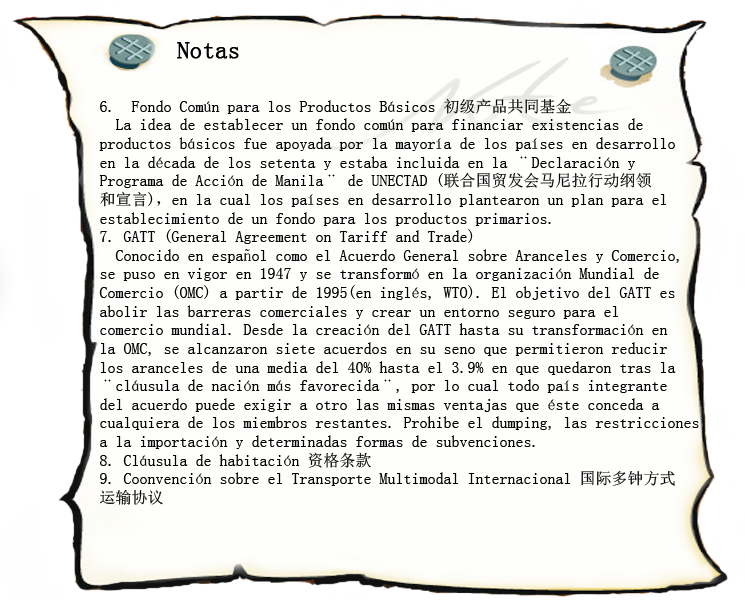 Notas
Note
6. Fondo Común para los Productos Búsicos 初级产品共同基金
La idea de establecer un fondo común para financiar existencias de
productos búsicos fue apoyada por la mayoría de los países en desarrollo
en la década de los setenta y estaba incluida en la ¨Declaración y
Programa de Acción de Manila¨ de UNECTAD (联合国贸发会马尼拉行动纲领
和宣言), en la cual los países en desarrollo plantearon un plan para el
establecimiento de un fondo para los productos primarios.
7. GATT (General Agreement on Tariff and Trade)
Conocido en español como el Acuerdo General sobre Aranceles y Comercio,
se puso en vigor en 1947 y se transformó en la organización Mundial de
Comercio (OMC) a partir de 1995(en inglés, WTO). El objetivo del GATT es
abolir las barreras comerciales y crear un entorno seguro para el
comercio mundial. Desde la creación del GATT hasta su transformación en
la OMC, se alcanzaron siete acuerdos en su seno que permitieron reducir
los aranceles de una media del 40% hasta el 3.9% en que quedaron tras la
¨cláusula de nación mús favorecida¨, por lo cual todo país integrante
del acuerdo puede exigir a otro las mismas ventajas que éste conceda a
cualquiera de los miembros restantes. Prohibe el dumping, las restricciones
a la importación y determinadas formas de subvenciones.
8. Cláusula de habitación 资格条款
9. Coonvención sobre el Transporte Multimodal Internacional 国际多钟方式
运输协议